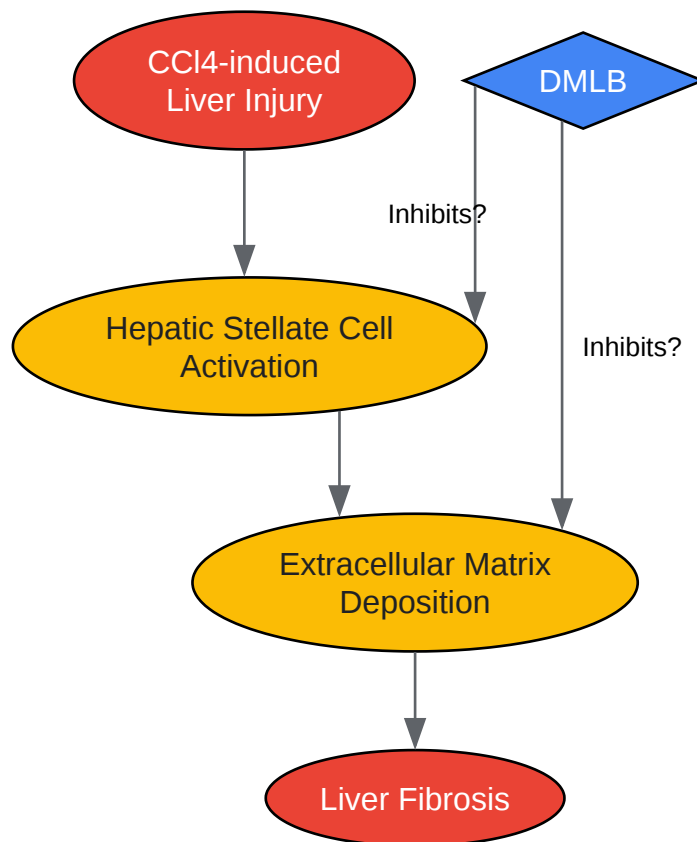 CCl4-induced
Liver Injury
DMLB
Inhibits?
Hepatic Stellate Cell
Activation
Inhibits?
Extracellular Matrix
Deposition
Liver Fibrosis